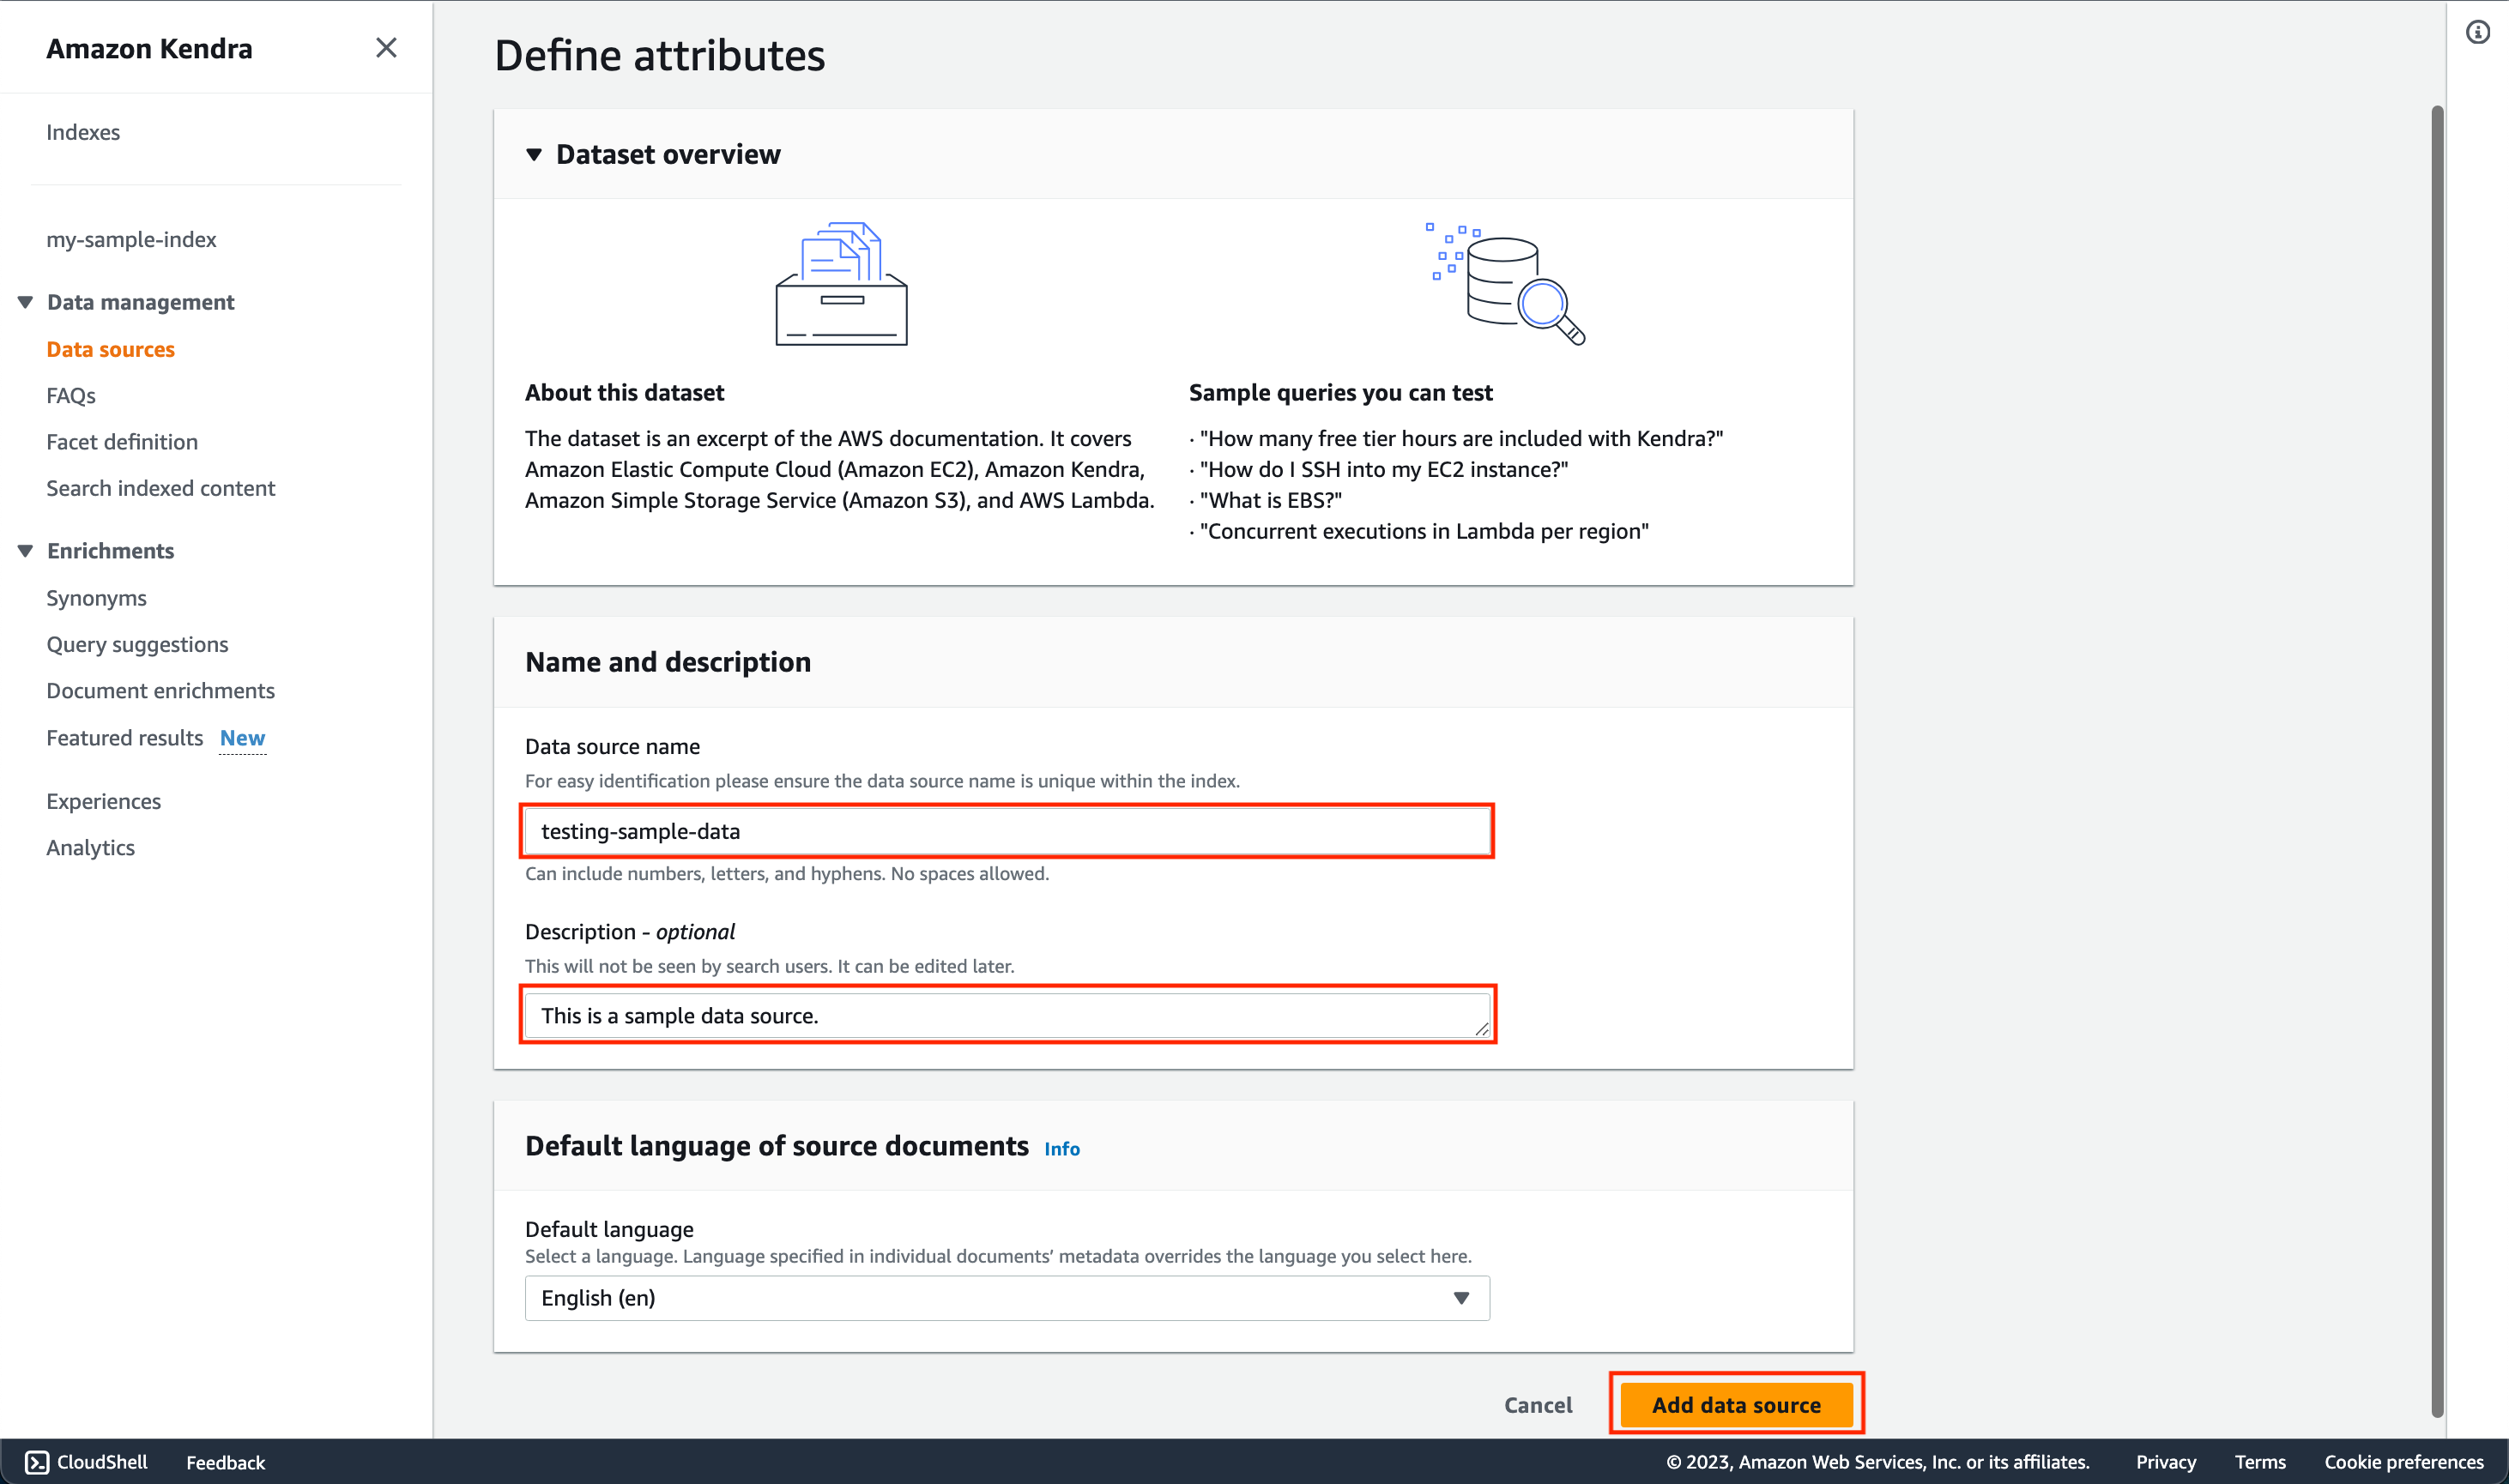 Amazon Kendra
Indexes
my-sample-index
Data management
Data sources
FAQs
Facet definition
Search indexed content
Enrichments
Synonyms
Query suggestions
Document enrichments
Featured results New
Experiences
Analytics
Define attributes
Dataset overview
About this dataset
The dataset is an excerpt of the AWS documentation. It covers
Amazon Elastic Compute Cloud (Amazon EC2), Amazon Kendra,
Amazon Simple Storage Service (Amazon S3), and AWS Lambda.
Sample queries you can test
· "How many free tier hours are included with Kendra?"
· "How do I SSH into my EC2 instance?"
· "What is EBS?"
· "Concurrent executions in Lambda per region"
Name and description
Data source name
For easy identification please ensure the data source name is unique within the index.
testing-sample-data
Can include numbers, letters, and hyphens. No spaces allowed.
Description - optional
This will not be seen by search users. It can be edited later.
This is a sample data source.
Default language of source documents Info
Default language
Select a language. Language specified in individual documents’ metadata overrides the language you select here.
English (en)
Cancel
Add data source
CloudShell
Feedback
© 2023, Amazon Web Services, Inc. or its affiliates.
Privacy
Terms
Cookie preferences